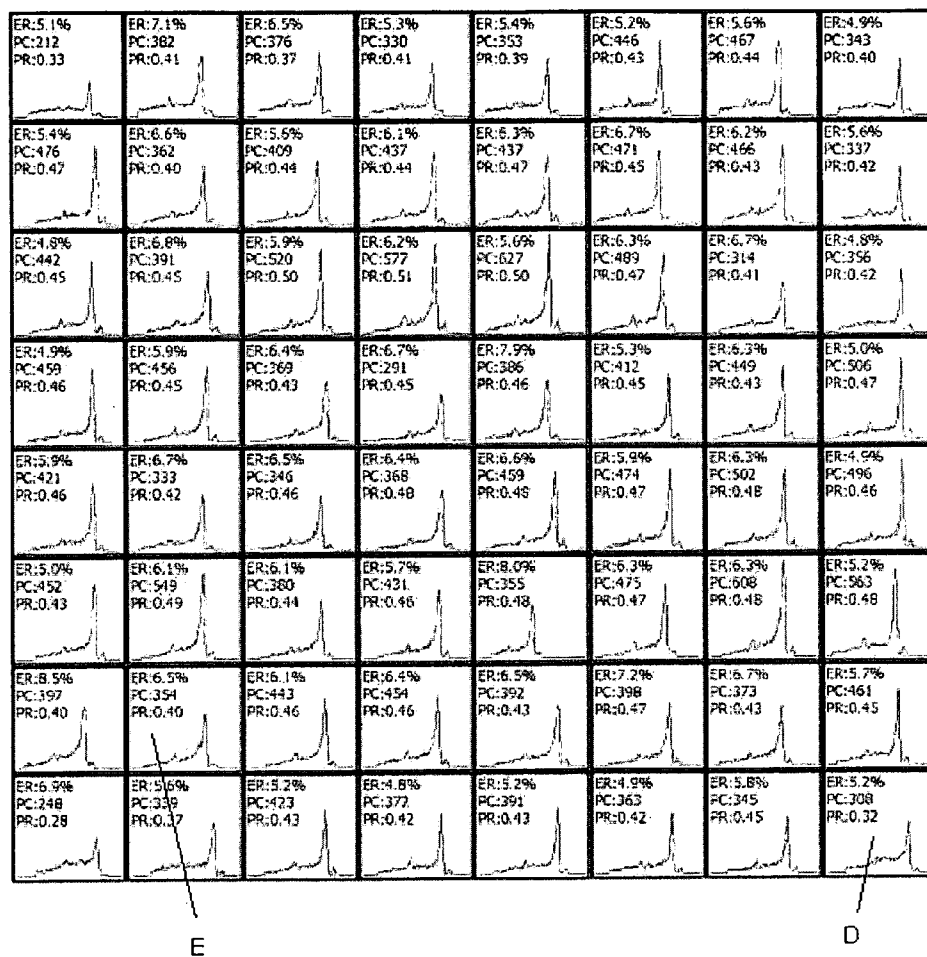 ER:5.1%
PC:212
PR:0.33
ER:7.1%
PC:382
PR:0.41
ER:6.5%
PC:376
PR:0.37
ER:5.3%
PC:330
PR:0.41
ER:5.4%
PC:353
PR:0.39
ER:5.2%
PC:446
PR:0.43
ER:5.6%
PC:467
PR:0.44
ER:4.9%
PC:343
PR:0.40
ER:5.4%
PC:476
PR:0.47
ER:6.6%
PC:362
PR:0.40
ER:5.6%
PC:409
PR:0.44
ER:6.1%
PC:437
PR:0.44
ER:6.3%
PC:437
PR:0.47
ER:6.7%
PC:471
PR:0.45
ER:6.2%
PC:466
PR:0.43
ER:5.6%
PC:337
PR:0.42
ER:4.8%
PC:442
PR:0.45
ER:6.8%
PC:391
PR:0.45
ER:5.9%
PC:520
PR:0.50
ER:6.2%
PC:577
PR:0.51
ER:5.6%
PC:627
PR:0.50
ER:6.3%
PC:489
PR:0.47
ER:6.7%
PC:314
PR:0.41
ER:4.8%
PC:356
PR:0.42
ER:4.9%
PC:459
PR:0.46
ER:5.9%
PC:456
PR:0.45
ER:6.4%
PC:369
PR:0.43
ER:6.7%
PC:291
PR:0.45
ER:7.9%
PC:386
PR:0.46
ER:5.3%
PC:412
PR:0.45
ER:6.3%
PC:449
PR:0.43
ER:5.0%
PC:506
PR:0.47
ER:5.9%
PC:421
PR:0.46
ER:6.7%
PC:333
PR:0.42
ER:6.5%
PC:346
PR:0.46
ER:6.4%
PC:368
PR:0.48
ER:6.6%
PC:459
PR:0.48
ER:5.9%
PC:474
PR:0.47
ER:6.3%
PC:502
PR:0.48
ER:4.9%
PC:496
PR:0.46
ER:5.0%
PC:452
PR:0.43
ER:6.1%
PC:549
PR:0.49
ER:6.1%
PC:380
PR:0.44
ER:5.7%
PC:431
PR:0.46
ER:8.0%
PC:355
PR:0.48
ER:6.3%
PC:475
PR:0.47
ER:6.3%
PC:608
PR:0.48
ER:5.2%
PC:563
PR:0.48
ER:8.5%
PC:397
PR:0.40
ER:6.5%
PC:354
PR:0.40
ER:6.1%
PC:443
PR:0.46
ER:6.4%
PC:454
PR:0.46
ER:6.5%
PC:392
PR:0.43
ER:7.2%
PC:398
PR:0.47
ER:6.7%
PC:373
PR:0.43
ER:5.7%
PC:461
PR:0.45
ER:6.9%
PC:248
PR:0.28
ER:5.6%
PC:339
PR:0.37
ER:5.2%
PC:423
PR:0.43
ER:4.8%
PC:372
PR:0.42
ER:5.2%
PC:391
PR:0.43
ER:4.9%
PC:363
PR:0.42
ER:5.8%
PC:345
PR:0.45
ER:5.2%
PC:308
PR:0.32
E
D